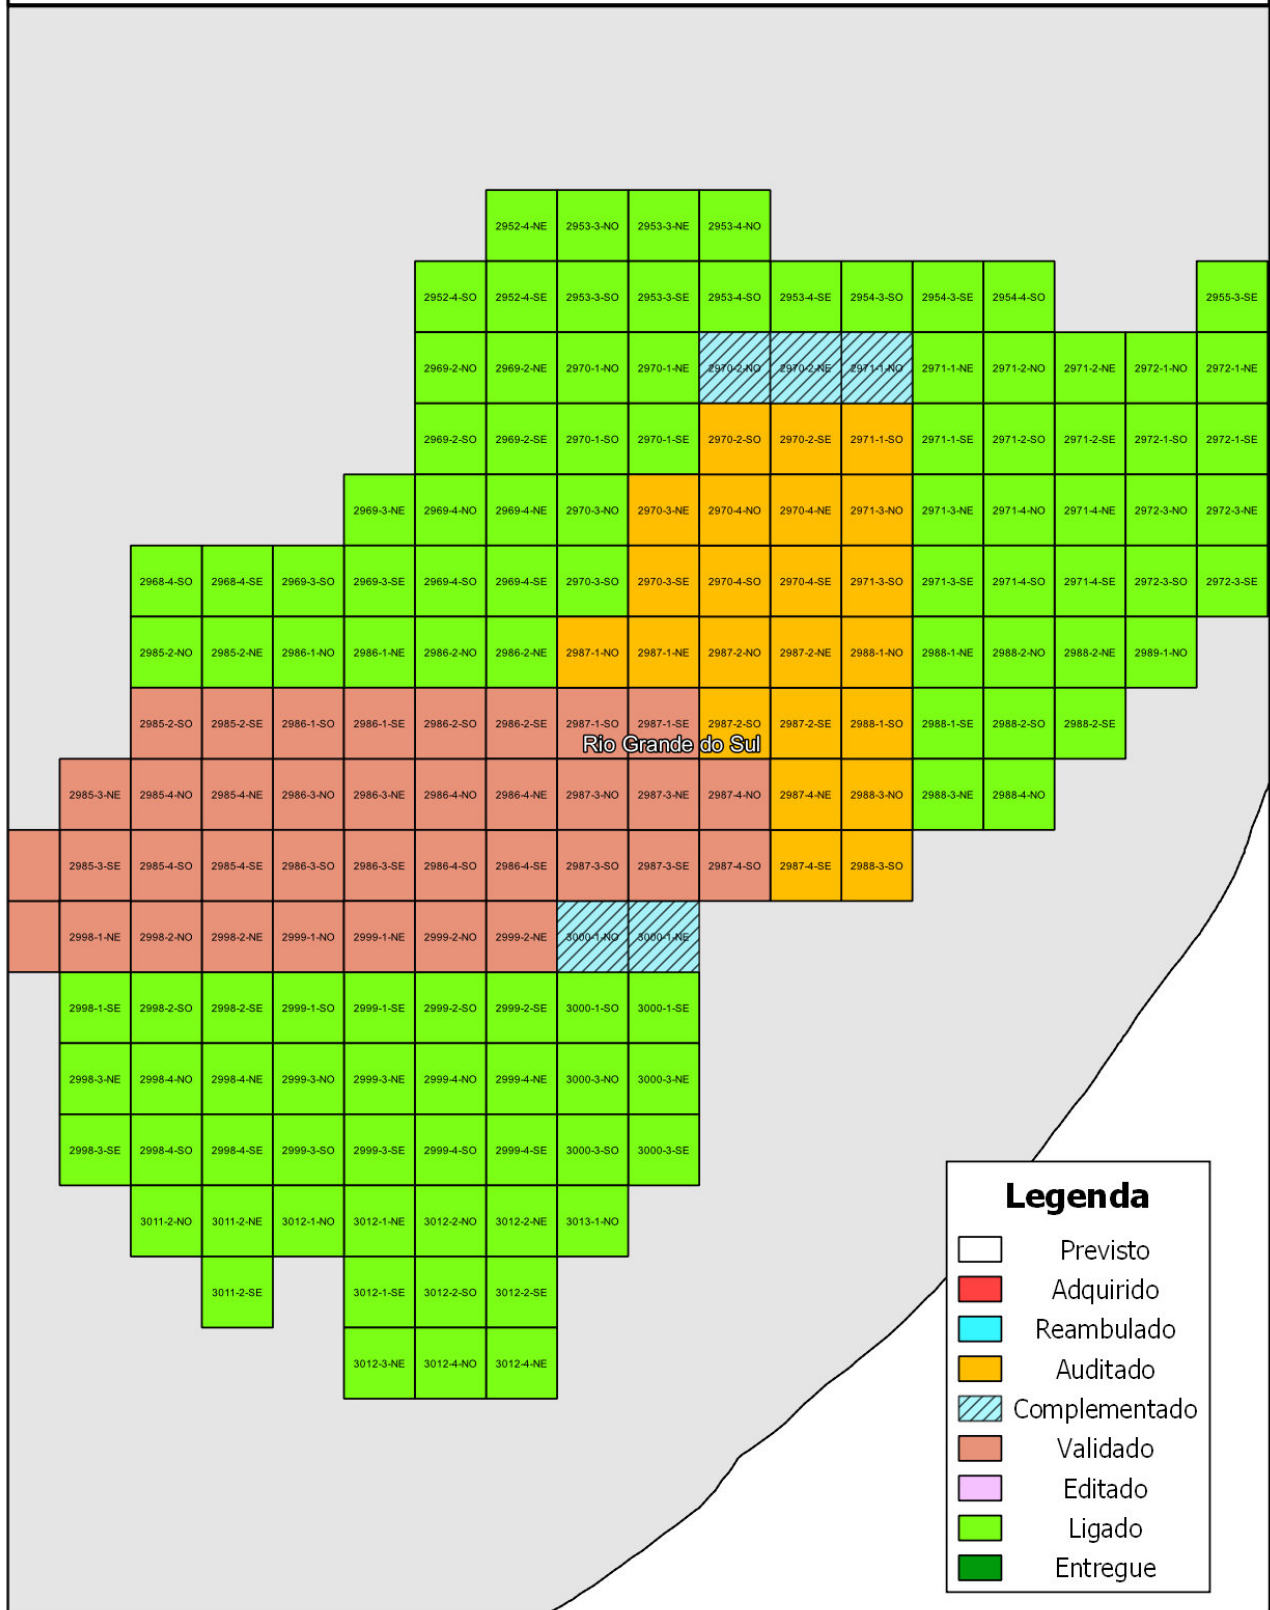 2952-4-NE 2953-3-NO 2953-3-NE 2953-4-NO
2952-4-SO 2952-4-SE 2953-3-SO 2953-3-SE 2953-4-SO 2953-4-SE 2954-3-SO 2954-3-SE 2954-4-SO 2955-3-SE
2969-2-NO 2969-2-NE 2970-1-NO 2970-1-NE 2970-2-NO 2970-2-NE 2971-1-NO 2971-1-NE 2971-2-NO 2971-2-NE 2972-1-NO 2972-1-NE
2969-2-SO 2969-2-SE 2970-1-SO 2970-1-SE 2970-2-SO 2970-2-SE 2971-1-SO 2971-1-SE 2971-2-SO 2971-2-SE 2972-1-SO 2972-1-SE
2969-3-NE 2969-4-NO 2969-4-NE 2970-3-NO 2970-3-NE 2970-4-NO 2970-4-NE 2971-3-NO 2971-3-NE 2971-4-NO 2971-4-NE 2972-3-NO 2972-3-NE
2968-4-SO 2968-4-SE 2969-3-SO 2969-3-SE 2969-4-SO 2969-4-SE 2970-3-SO 2970-3-SE 2970-4-SO 2970-4-SE 2971-3-SO 2971-3-SE 2971-4-SO 2971-4-SE 2972-3-SO 2972-3-SE
2985-2-NO 2985-2-NE 2986-1-NO 2986-1-NE 2986-2-NO 2986-2-NE 2987-1-NO 2987-1-NE 2987-2-NO 2987-2-NE 2988-1-NO 2988-1-NE 2988-2-NO 2988-2-NE 2989-1-NO
2985-2-SO 2985-2-SE 2986-1-SO 2986-1-SE 2986-2-SO 2986-2-SE 2987-1-SO 2987-1-SE 2987-2-SO 2987-2-SE 2988-1-SO 2988-1-SE 2988-2-SO 2988-2-SE
Rio Grande do Sul
2985-3-NE 2985-4-NO 2985-4-NE 2986-3-NO 2986-3-NE 2986-4-NO 2986-4-NE 2987-3-NO 2987-3-NE 2987-4-NO 2987-4-NE 2988-3-NO 2988-3-NE 2988-4-NO
2985-3-SE 2985-4-SO 2985-4-SE 2986-3-SO 2986-3-SE 2986-4-SO 2986-4-SE 2987-3-SO 2987-3-SE 2987-4-SO 2987-4-SE 2988-3-SO
2998-1-NE 2998-2-NO 2998-2-NE 2999-1-NO 2999-1-NE 2999-2-NO 2999-2-NE 3000-1-NO 3000-1-NE
2998-1-SE 2998-2-SO 2998-2-SE 2999-1-SO 2999-1-SE 2999-2-SO 2999-2-SE 3000-1-SO 3000-1-SE
2998-3-NE 2998-4-NO 2998-4-NE 2999-3-NO 2999-3-NE 2999-4-NO 2999-4-NE 3000-3-NO 3000-3-NE
2998-3-SE 2998-4-SO 2998-4-SE 2999-3-SO 2999-3-SE 2999-4-SO 2999-4-SE 3000-3-SO 3000-3-SE
3011-2-NO 3011-2-NE 3012-1-NO 3012-1-NE 3012-2-NO 3012-2-NE 3013-1-NO
3011-2-SE 3012-1-SE 3012-2-SO 3012-2-SE
3012-3-NE 3012-4-NO 3012-4-NE
Legenda
Previsto
Adquirido
Reambulado
Auditado
Complementado
Validado
Editado
Ligado
Entregue